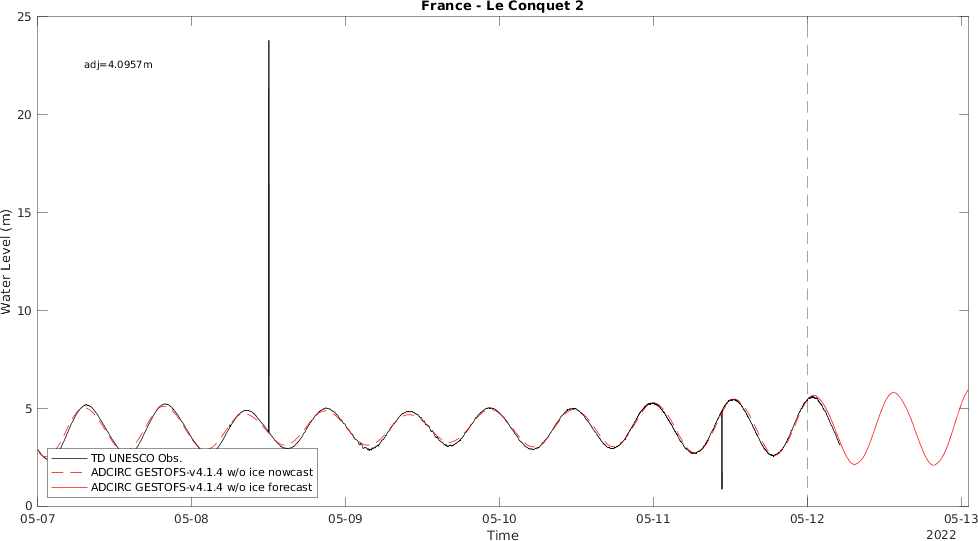 France - Le Conquet 2
adj=4.0957m
25
20
15
10
5
0
Water Level (m)
TD UNESCO Obs.
ADCIRC GESTOFS-v4.1.4 w/o ice nowcast
ADCIRC GESTOFS-v4.1.4 w/o ice forecast
05-07
05-08
05-09
05-10
05-11
05-12
05-13
Time
2022